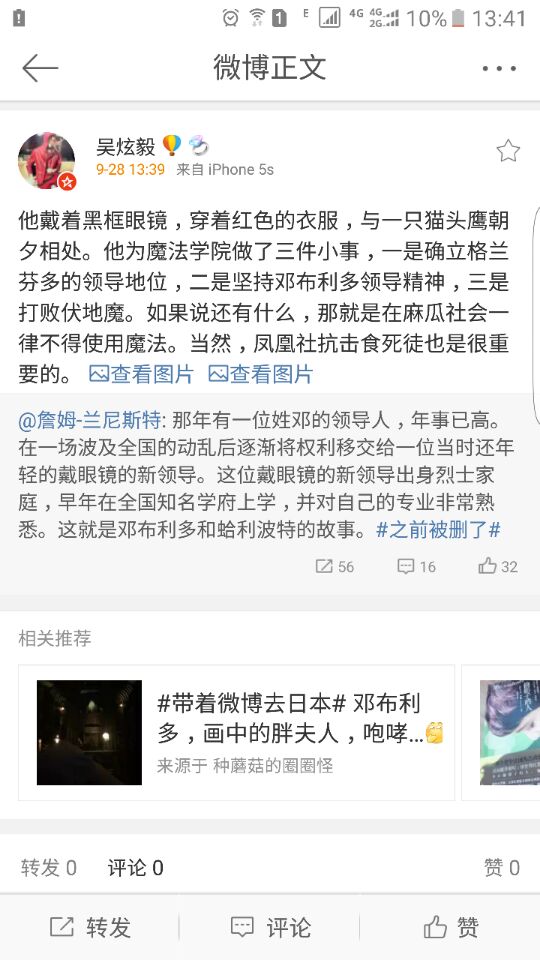 1 E 4G 4G 2G 10% 13:41
微博正文
吴炫毅
9-28 13:39 来自 iPhone 5s
他戴着黑框眼镜，穿着红色的衣服，与一只猫头鹰朝
夕相处。他为魔法学院做了三件小事，一是确立格兰
芬多的领导地位，二是坚持邓布利多领导精神，三是
打败伏地魔。如果说还有什么，那就是在麻瓜社会一
律不得使用魔法。当然，凤凰社抗击食死徒也是很重
要的。 查看图片 查看图片
@詹姆-兰尼斯特: 那年有一位姓邓的领导人，年事已高。
在一场波及全国的动乱后逐渐将权利移交给一位当时还年
轻的戴眼镜的新领导。这位戴眼镜的新领导出身烈士家
庭，早年在全国知名学府上学，并对自己的专业非常熟
悉。这就是邓布利多和蛤利波特的故事。#之前被删了#
56 16 32
相关推荐
#带着微博去日本# 邓布利
多，画中的胖夫人，咆哮...
来源于 种蘑菇的圈圈怪
转发 0 评论 0 赞 0
转发 评论 赞